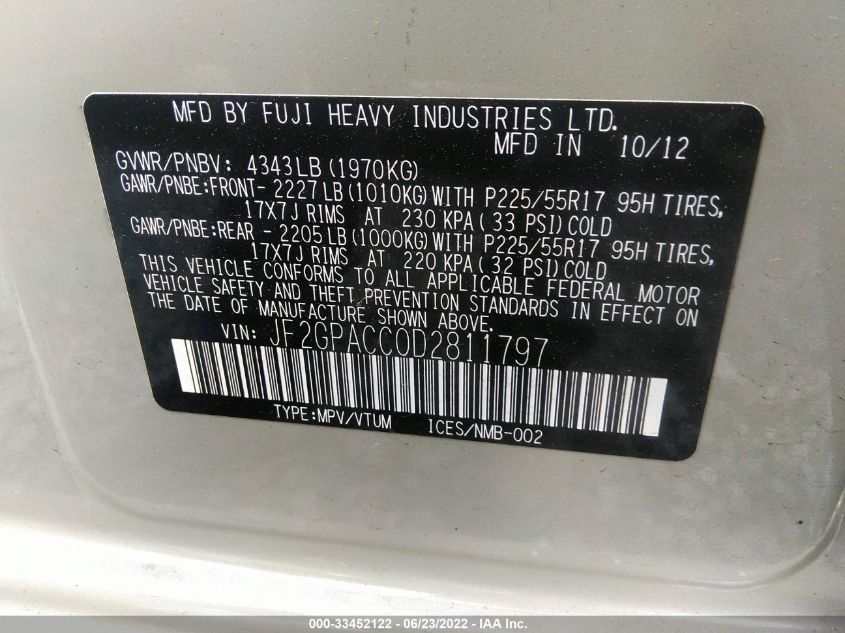 MFD BY FUJI HEAVY INDUSTRIES LTD.
MFD IN 10/12
GVWR/PNBV: 4343LB(1970KG)
GAWR/PNBE:FRONT- 2227LB(1010KG)WITH P225/55R17 95H TIRES,
17X7J RIMS AT 230 KPA( 33 PSI)COLD
GAWR/PNBE:REAR - 2205LB(1000KG)WITH P225/55R17 95H TIRES,
17X7J RIMS AT 220 KPA( 32 PSI)COLD
THIS VEHICLE CONFORMS TO ALL APPLICABLE FEDERAL MOTOR
VEHICLE SAFETY AND THEFT PREVENTION STANDARDS IN EFFECT ON
THE DATE OF MANUFACTURE SHOWN ABOVE.
VIN: JF2GPACC0D2811797
TYPE:MPV/VTUM ICES/NMB-002
000-33452122 - 06/23/2022 - IAA Inc.